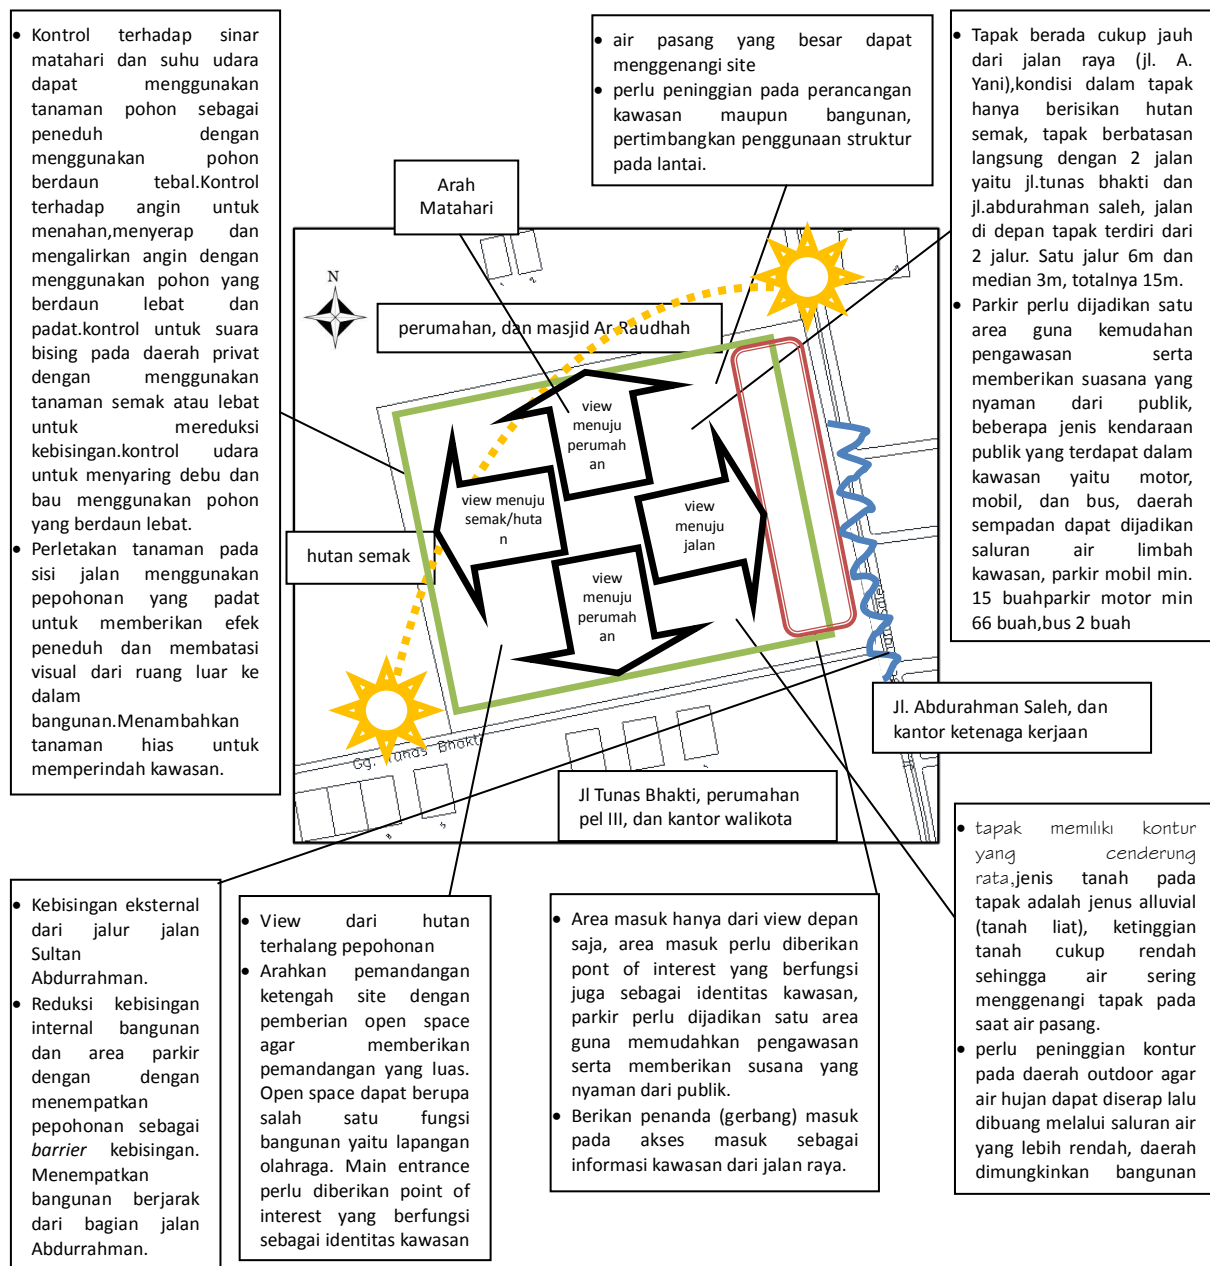 Kontrol terhadap sinar
matahari dan suhu udara
dapat menggunakan
tanaman pohon sebagai
peneduh dengan
menggunakan pohon
berdaun tebal.Kontrol
terhadap angin untuk
menahan,menyerap dan
mengalirkan angin dengan
menggunakan pohon yang
berdaun lebat dan
padat.kontrol untuk suara
bising pada daerah privat
dengan menggunakan
tanaman semak atau lebat
untuk mereduksi
kebisingan.kontrol udara
untuk menyaring debu dan
bau menggunakan pohon
yang berdaun lebat.
Perletakan tanaman pada
sisi jalan menggunakan
pepohonan yang padat
untuk memberikan efek
peneduh dan membatasi
visual dari ruang luar ke
dalam
bangunan.Menambahkan
tanaman hias untuk
memperindah kawasan.
air pasang yang besar dapat
menggenangi site
perlu peninggian pada perancangan
kawasan maupun bangunan,
pertimbangkan penggunaan struktur
pada lantai.
Tapak berada cukup jauh
dari jalan raya (jl. A.
Yani),kondisi dalam tapak
hanya berisikan hutan
semak, tapak berbatasan
langsung dengan 2 jalan
yaitu jl.tunas bhakti dan
jl.abdurahman saleh, jalan
di depan tapak terdiri dari
2 jalur. Satu jalur 6m dan
median 3m, totalnya 15m.
Parkir perlu dijadikan satu
area guna kemudahan
pengawasan serta
memberikan suasana yang
nyaman dari publik,
beberapa jenis kendaraan
publik yang terdapat dalam
kawasan yaitu motor,
mobil, dan bus, daerah
sempadan dapat dijadikan
saluran air limbah
kawasan, parkir mobil min.
15 buahparkir motor min
66 buah,bus 2 buah
Arah
Matahari
N
1
2
perumahan, dan masjid Ar-Raudhah
view
menuju
perumah
an
view menuju
semak/huta
n
view
menuju
jalan
view
menuju
perumah
an
hutan semak
Gg. Tunas Bhakti
8
5
Jl. Abdurahman Saleh, dan
kantor ketenaga kerjaan
Jl Tunas Bhakti, perumahan
pel III, dan kantor walikota
Kebisingan eksternal
dari jalur jalan
Sultan
Abdurrahman.
Reduksi kebisingan
internal bangunan
dan area parkir
dengan dengan
menempatkan
pepohonan sebagai
barrier kebisingan.
Menempatkan
bangunan berjarak
dari bagian jalan
Abdurrahman.
View dari hutan
terhalang pepohonan
Arahkan pemandangan
ketengah site dengan
pemberian open space
agar memberikan
pemandangan yang luas.
Open space dapat berupa
salah satu fungsi
bangunan yaitu lapangan
olahraga. Main entrance
perlu diberikan point of
interest yang berfungsi
sebagai identitas kawasan
Area masuk hanya dari view depan
saja, area masuk perlu diberikan
pont of interest yang berfungsi
juga sebagai identitas kawasan,
parkir perlu dijadikan satu area
guna memudahkan pengawasan
serta memberikan susana yang
nyaman dari publik.
Berikan penanda (gerbang) masuk
pada akses masuk sebagai
informasi kawasan dari jalan raya.
tapak memiliki kontur
yang cenderung
rata,jenis tanah pada
tapak adalah jenus alluvial
(tanah liat), ketinggian
tanah cukup rendah
sehingga air sering
menggenangi tapak pada
saat air pasang.
perlu peninggian kontur
pada daerah outdoor agar
air hujan dapat diserap lalu
dibuang melalui saluran air
yang lebih rendah, daerah
dimungkinkan bangunan